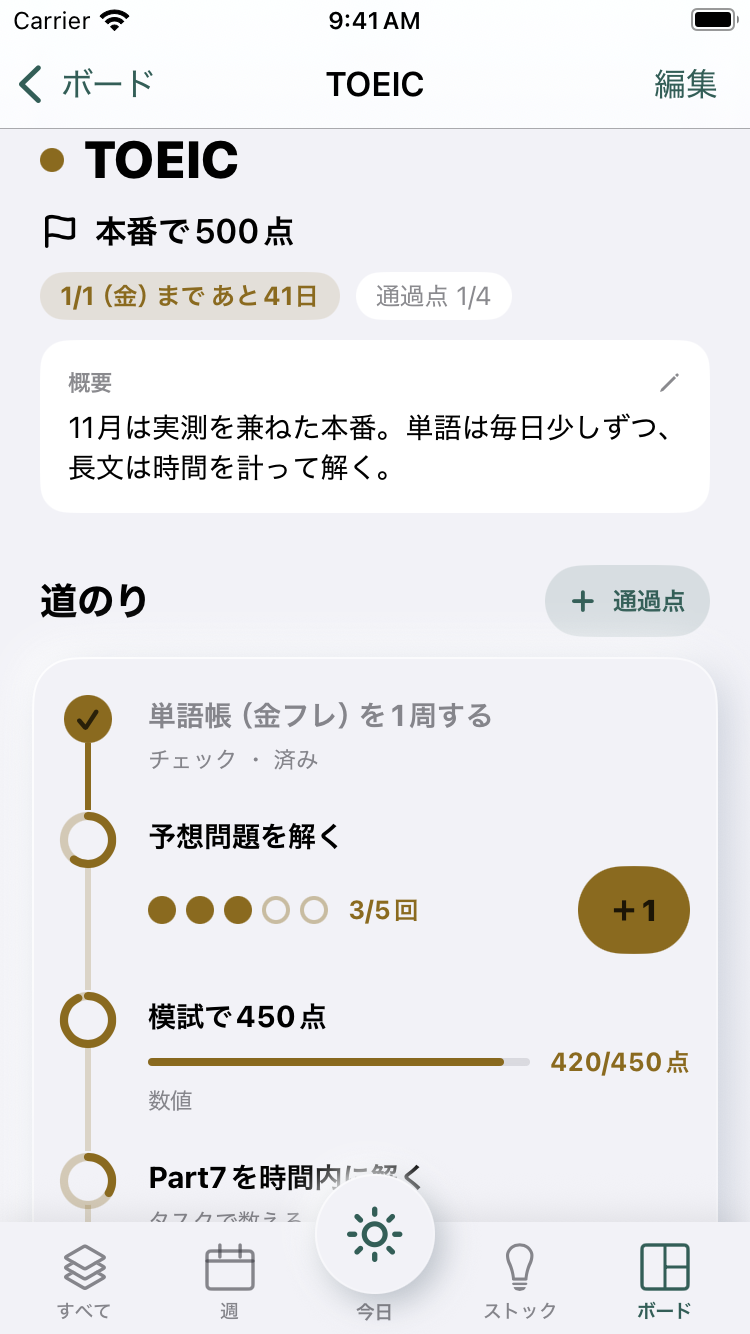 Carrier 9:41 AM
ボード TOEIC 編集
TOEIC
本番で500点
1/1（金）まで あと41日 通過点 1/4
概要
11月は実測を兼ねた本番。単語は毎日少しずつ、
長文は時間を計って解く。
道のり + 通過点
単語帳（金フレ）を1周する
チェック ・ 済み
予想問題を解く
3/5回 +1
模試で450点
420/450点
数値
Part7を時間内に解く
タスクで数える
すべて 週 今日 ストック ボード